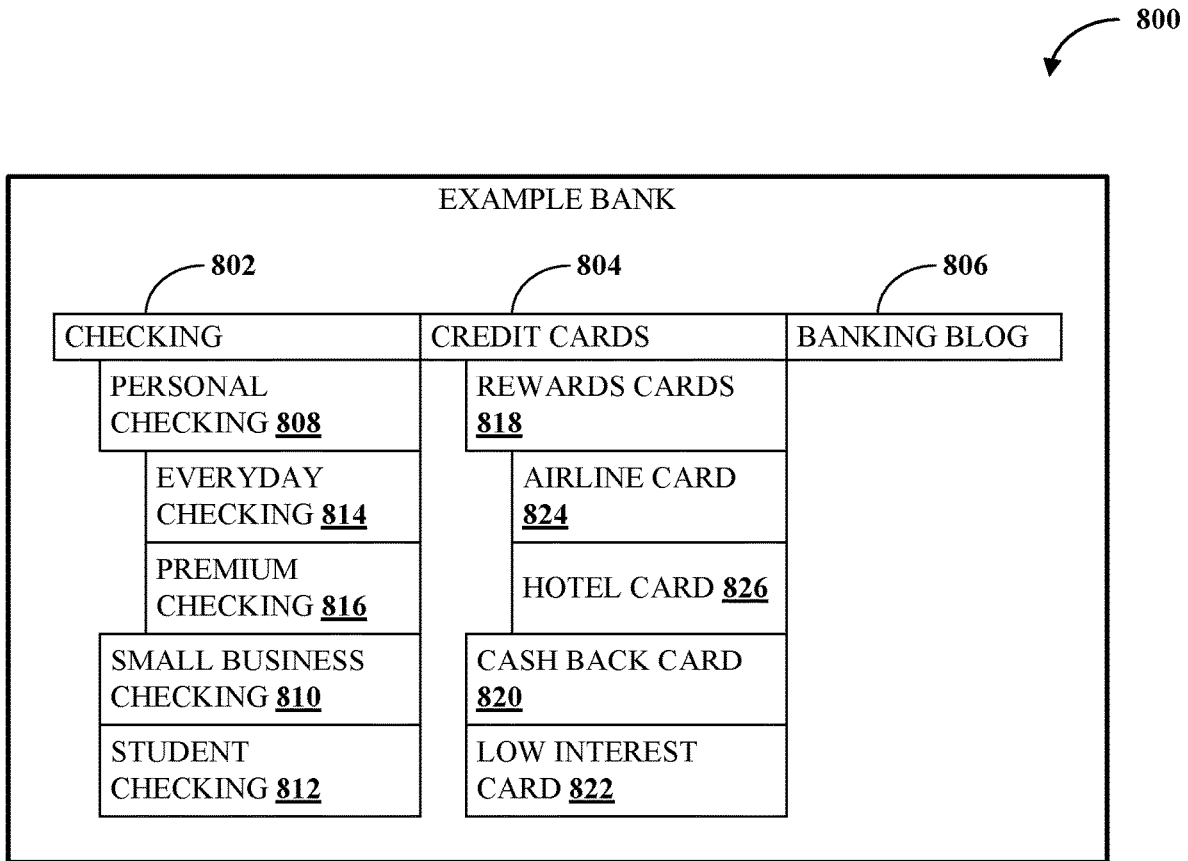 800
EXAMPLE BANK
802
804
806
CHECKING
CREDIT CARDS
BANKING BLOG
PERSONAL
CHECKING 808
EVERYDAY
CHECKING 814
PREMIUM
CHECKING 816
SMALL BUSINESS
CHECKING 810
STUDENT
CHECKING 812
REWARDS CARDS
818
AIRLINE CARD
824
HOTEL CARD 826
CASH BACK CARD
820
LOW INTEREST
CARD 822